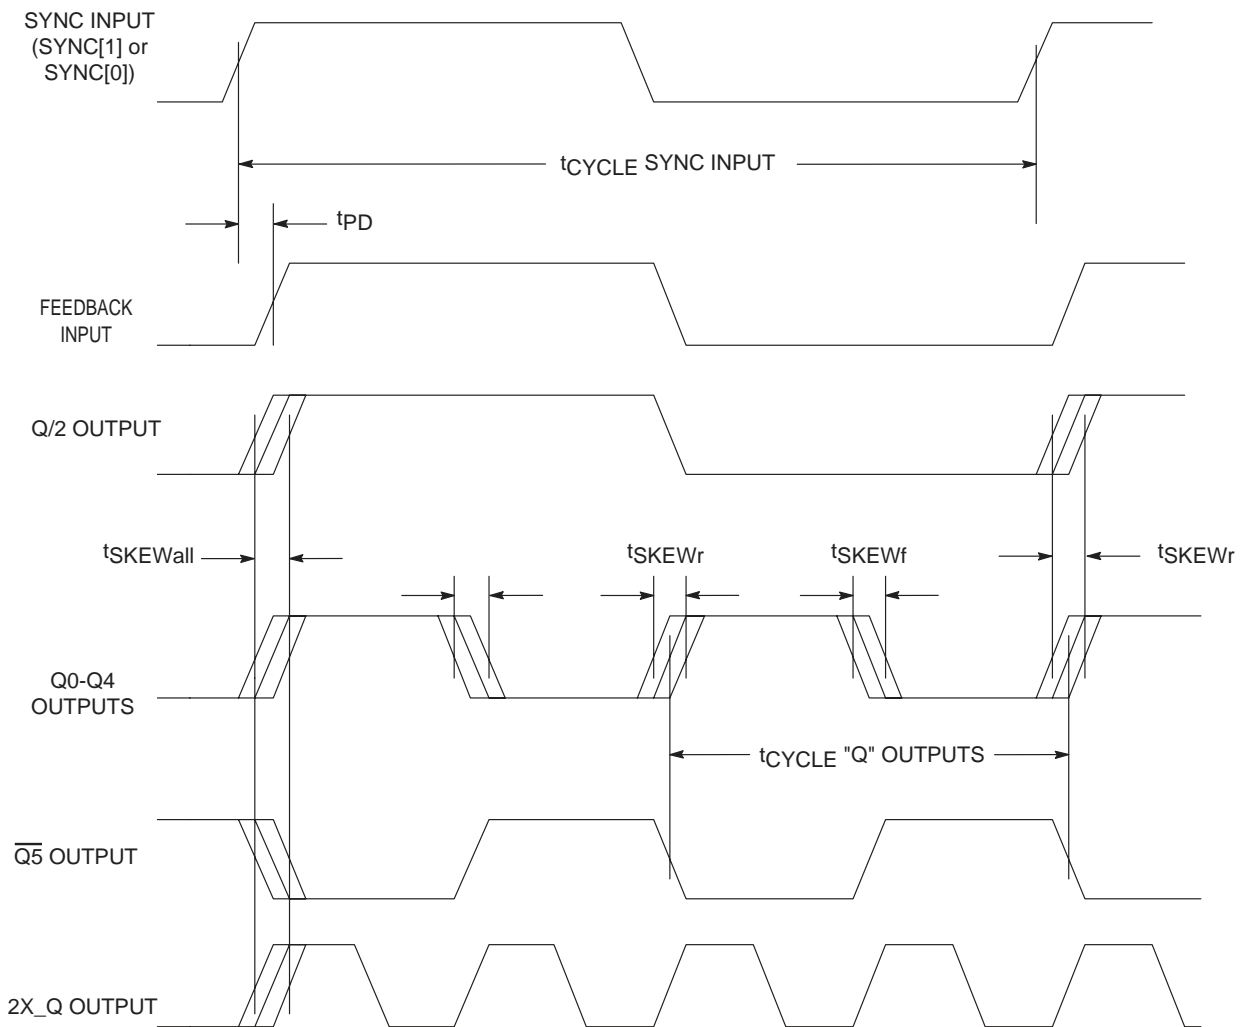 SYNC INPUT
(SYNC[1] or
SYNC[0])
tCYCLE SYNC INPUT
tPD
FEEDBACK
INPUT
Q/2 OUTPUT
tSKEWall
tSKEWr
tSKEWf
tSKEWr
Q0-Q4
OUTPUTS
tCYCLE "Q" OUTPUTS
Q5 OUTPUT
2X_Q OUTPUT